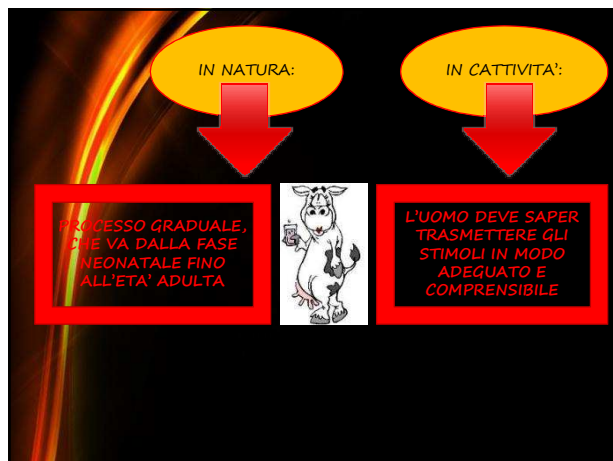 IN NATURA:
IN CATTIVITA':
PROCESSO GRADUALE,
CHE VA DALLA FASE
NEONATALE FINO
ALL'ETA' ADULTA
L'UOMO DEVE SAPER
TRASMETTERE GLI
STIMOLI IN MODO
ADEGUATO E
COMPRENSIBILE